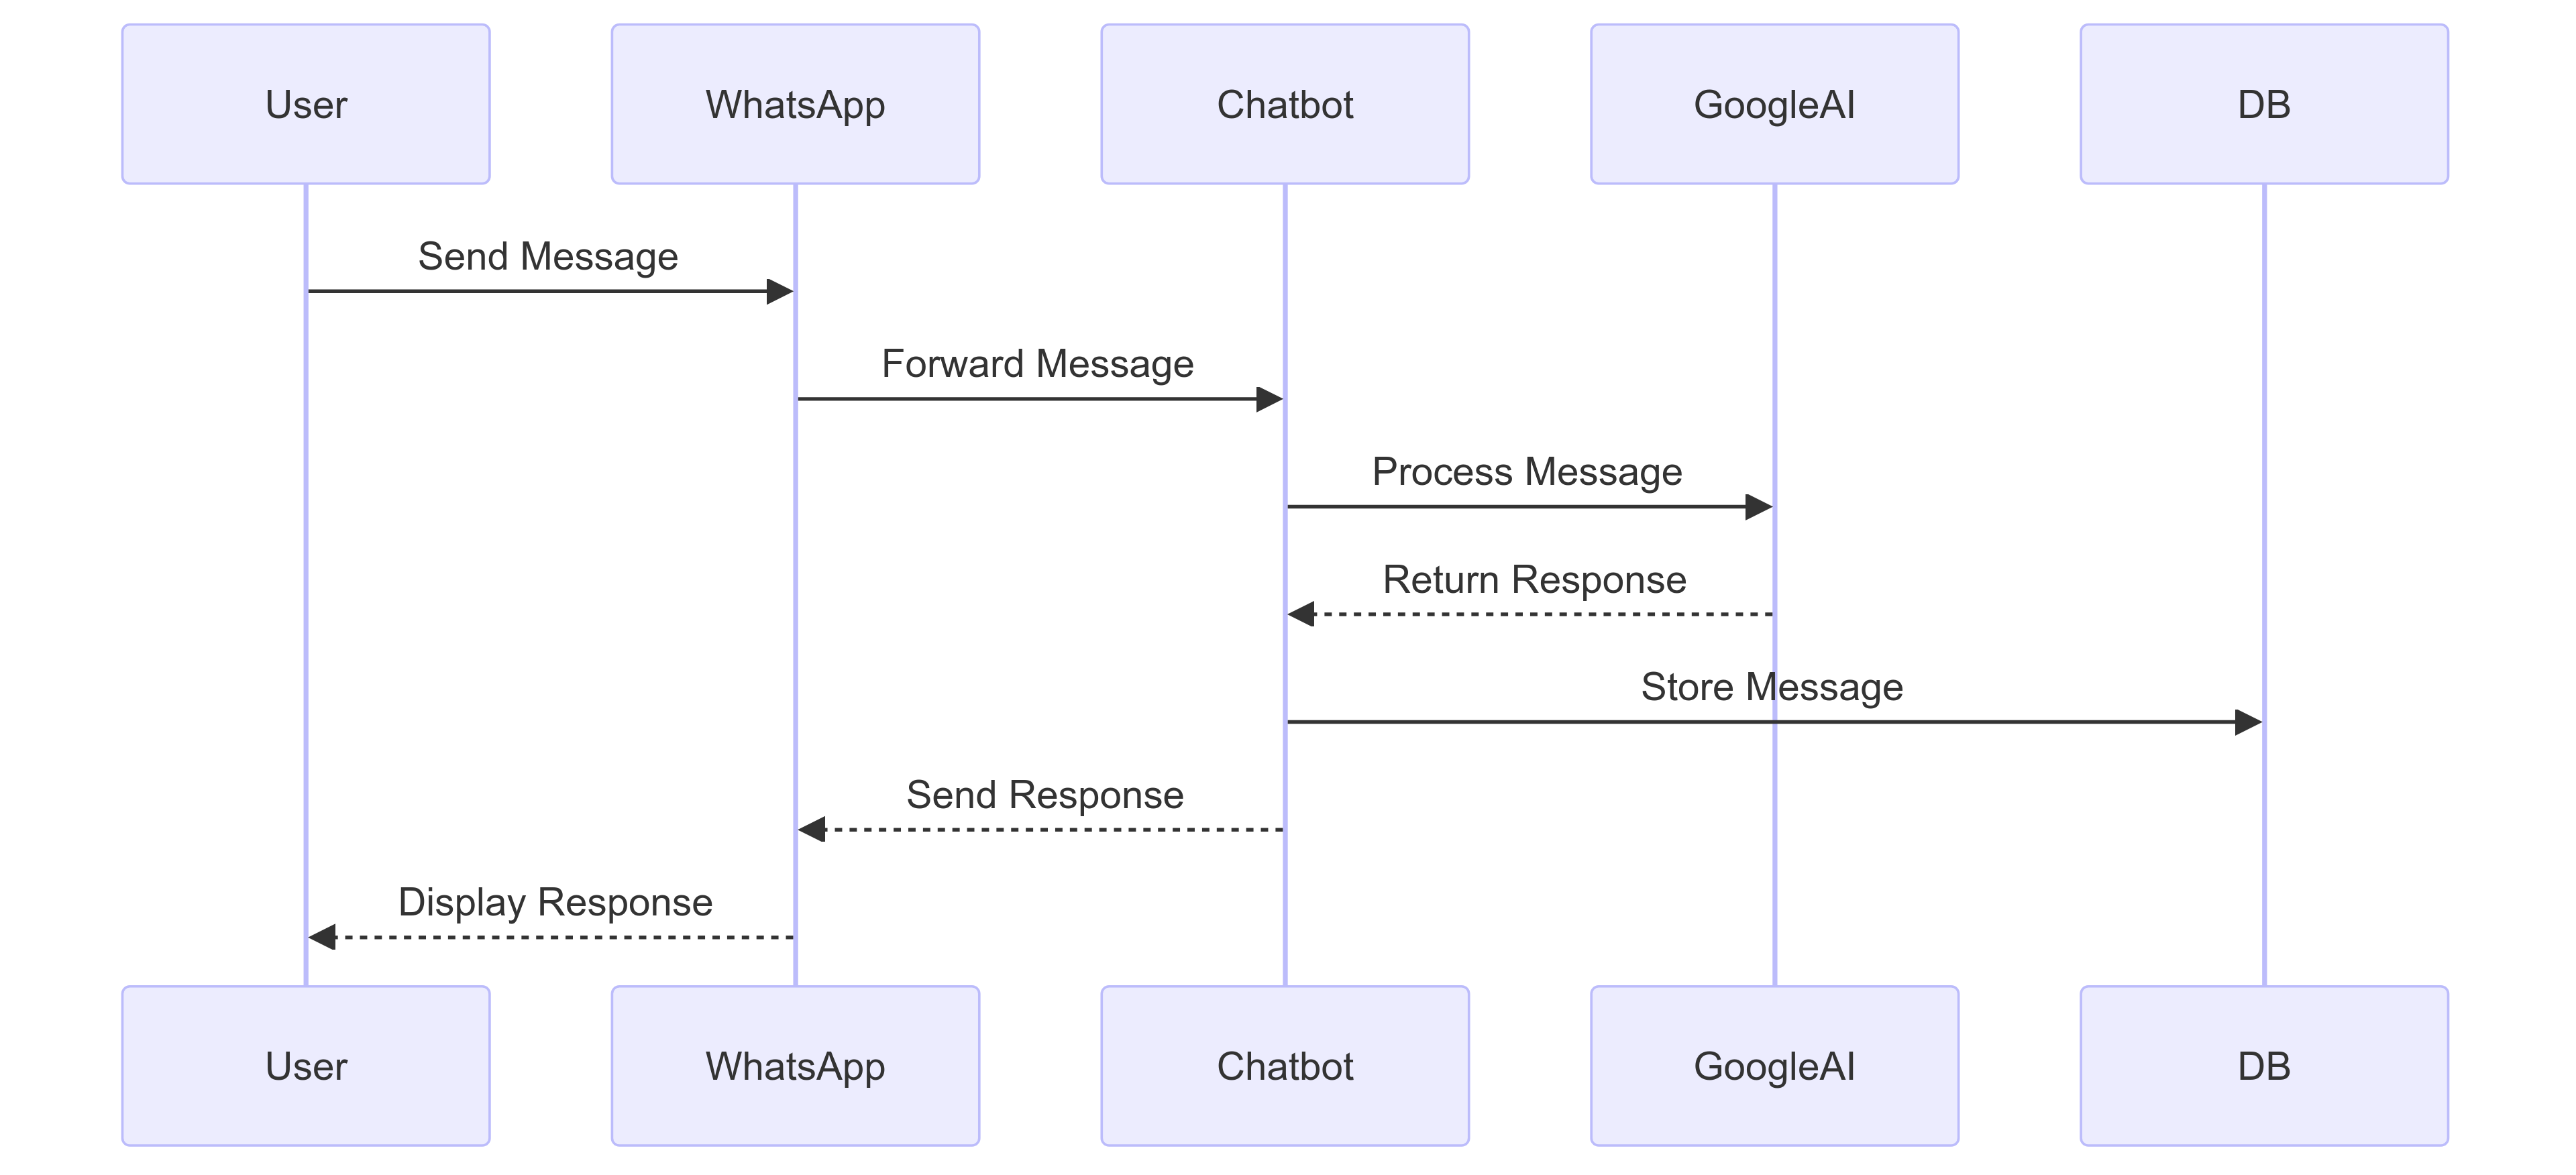 User
WhatsApp
Chatbot
GoogleAI
DB
Send Message
Forward Message
Process Message
Return Response
Store Message
Send Response
Display Response
User
WhatsApp
Chatbot
GoogleAI
DB